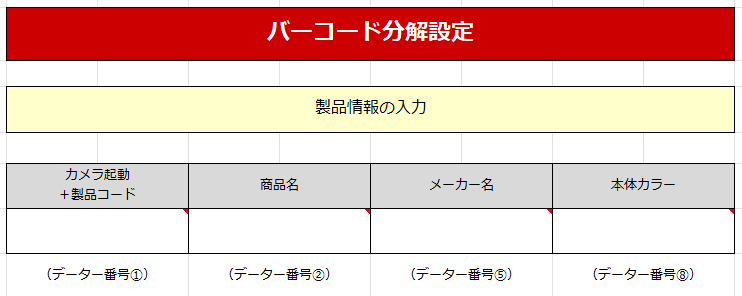 バーコード分解設定
製品情報の入力
カメラ起動
＋製品コード
商品名
メーカー名
本体カラー
（データー番号①）
（データー番号②）
（データー番号⑤）
（データー番号⑧）